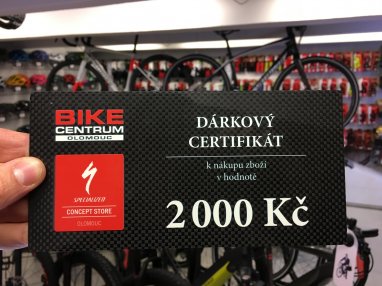 BIKE
CENTRUM
OLOMOUC
SPECIALIZED
CONCEPT STORE
OLOMOUC
DÁRKOVÝ
CERTIFIKÁT
k nákupu zboží
v hodnotě
2 000 Kč